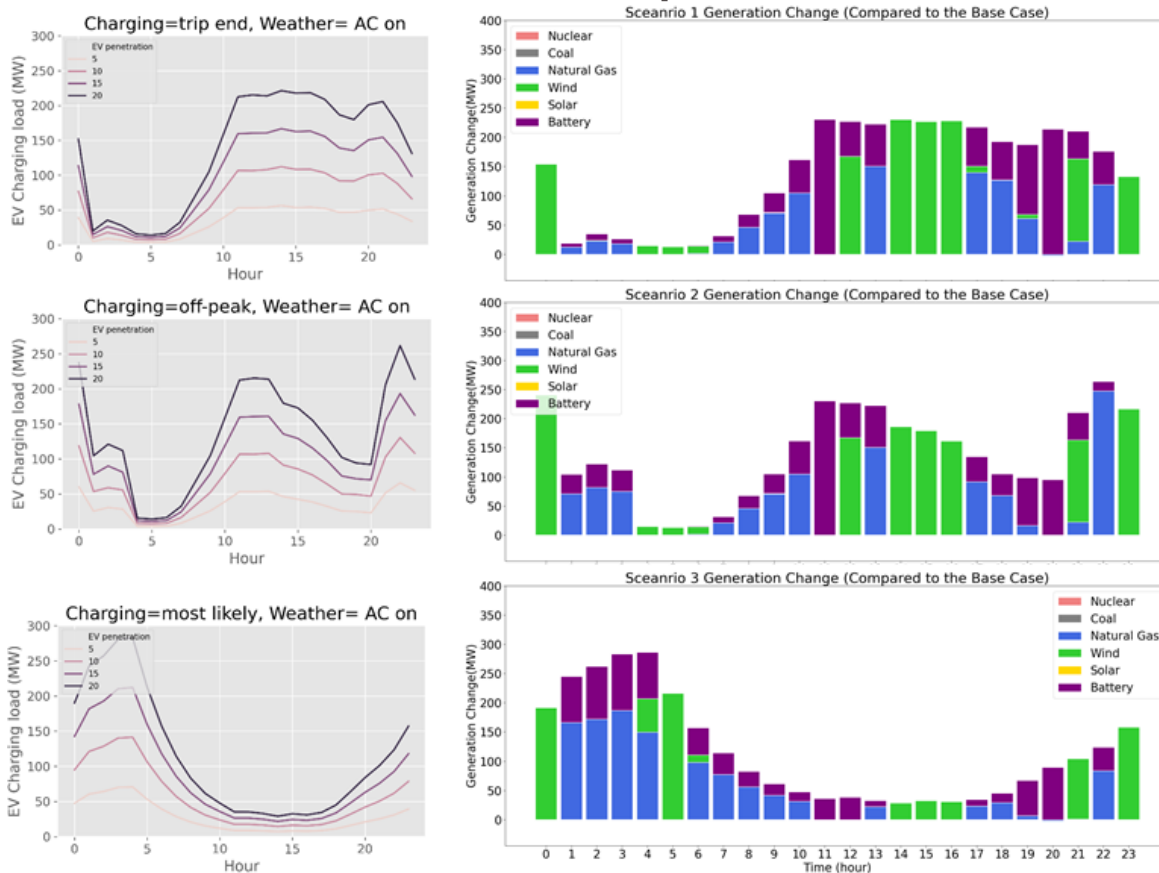 Charging=trip end, Weather= AC on
EV Charging load (MW)
300
250
200
150
100
50
0
EV penetration
5
10
15
20
0
5
10
15
20
Hour
Sceanrio 1 Generation Change (Compared to the Base Case)
Generation Change(MW)
400
350
300
250
200
150
100
50
0
Nuclear
Coal
Natural Gas
Wind
Solar
Battery
Charging=off-peak, Weather= AC on
EV Charging load (MW)
300
250
200
150
100
50
0
EV penetration
5
10
15
20
0
5
10
15
20
Hour
Sceanrio 2 Generation Change (Compared to the Base Case)
Generation Change(MW)
400
350
300
250
200
150
100
50
0
Nuclear
Coal
Natural Gas
Wind
Solar
Battery
Charging=most likely, Weather= AC on
EV Charging load (MW)
300
250
200
150
100
50
0
EV penetration
5
10
15
20
0
5
10
15
20
Hour
Sceanrio 3 Generation Change (Compared to the Base Case)
Generation Change(MW)
400
350
300
250
200
150
100
50
0
Nuclear
Coal
Natural Gas
Wind
Solar
Battery
0 1 2 3 4 5 6 7 8 9 10 11 12 13 14 15 16 17 18 19 20 21 22 23
Time (hour)